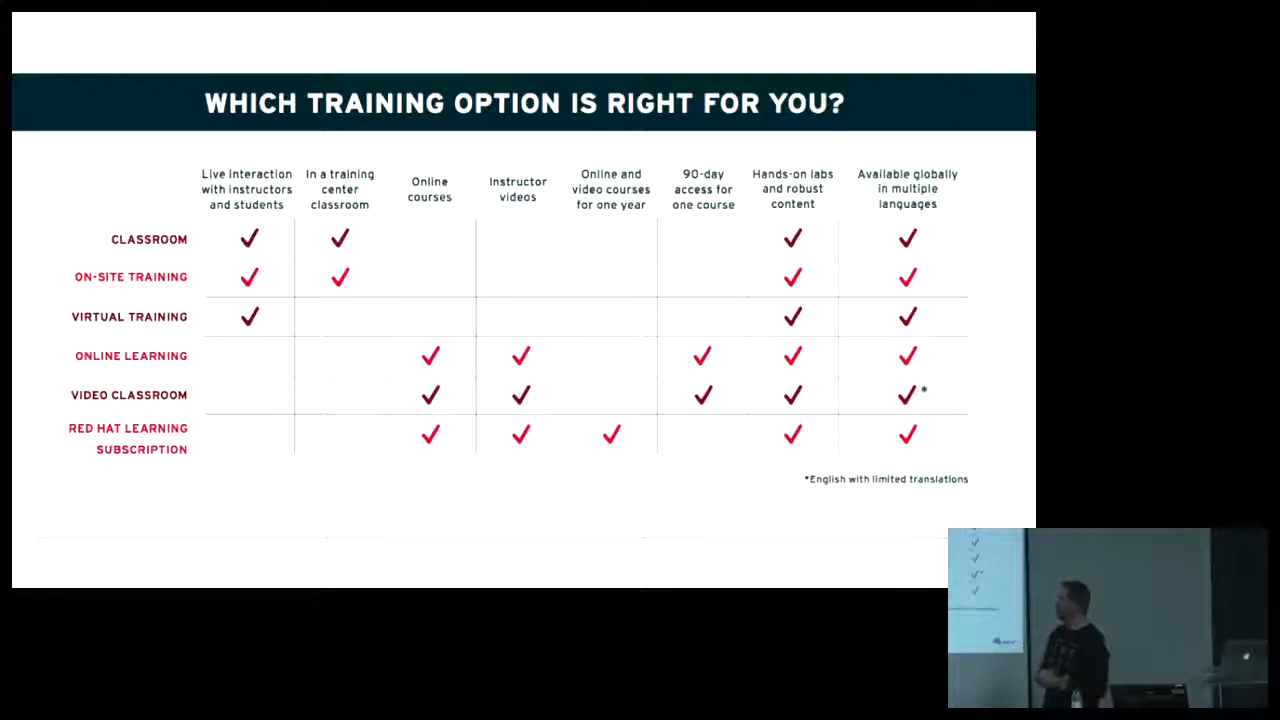 WHICH TRAINING OPTION IS RIGHT FOR YOU?
Live interaction
with instructors
and students
In a training
center
classroom
Online
courses
Instructor
videos
Online and
video courses
for one year
90-day
access for
one course
Hands-on labs
and robust
content
Available globally
in multiple
languages
CLASSROOM
ON-SITE TRAINING
VIRTUAL TRAINING
ONLINE LEARNING
VIDEO CLASSROOM
*
RED HAT LEARNING
SUBSCRIPTION
*English with limited translations